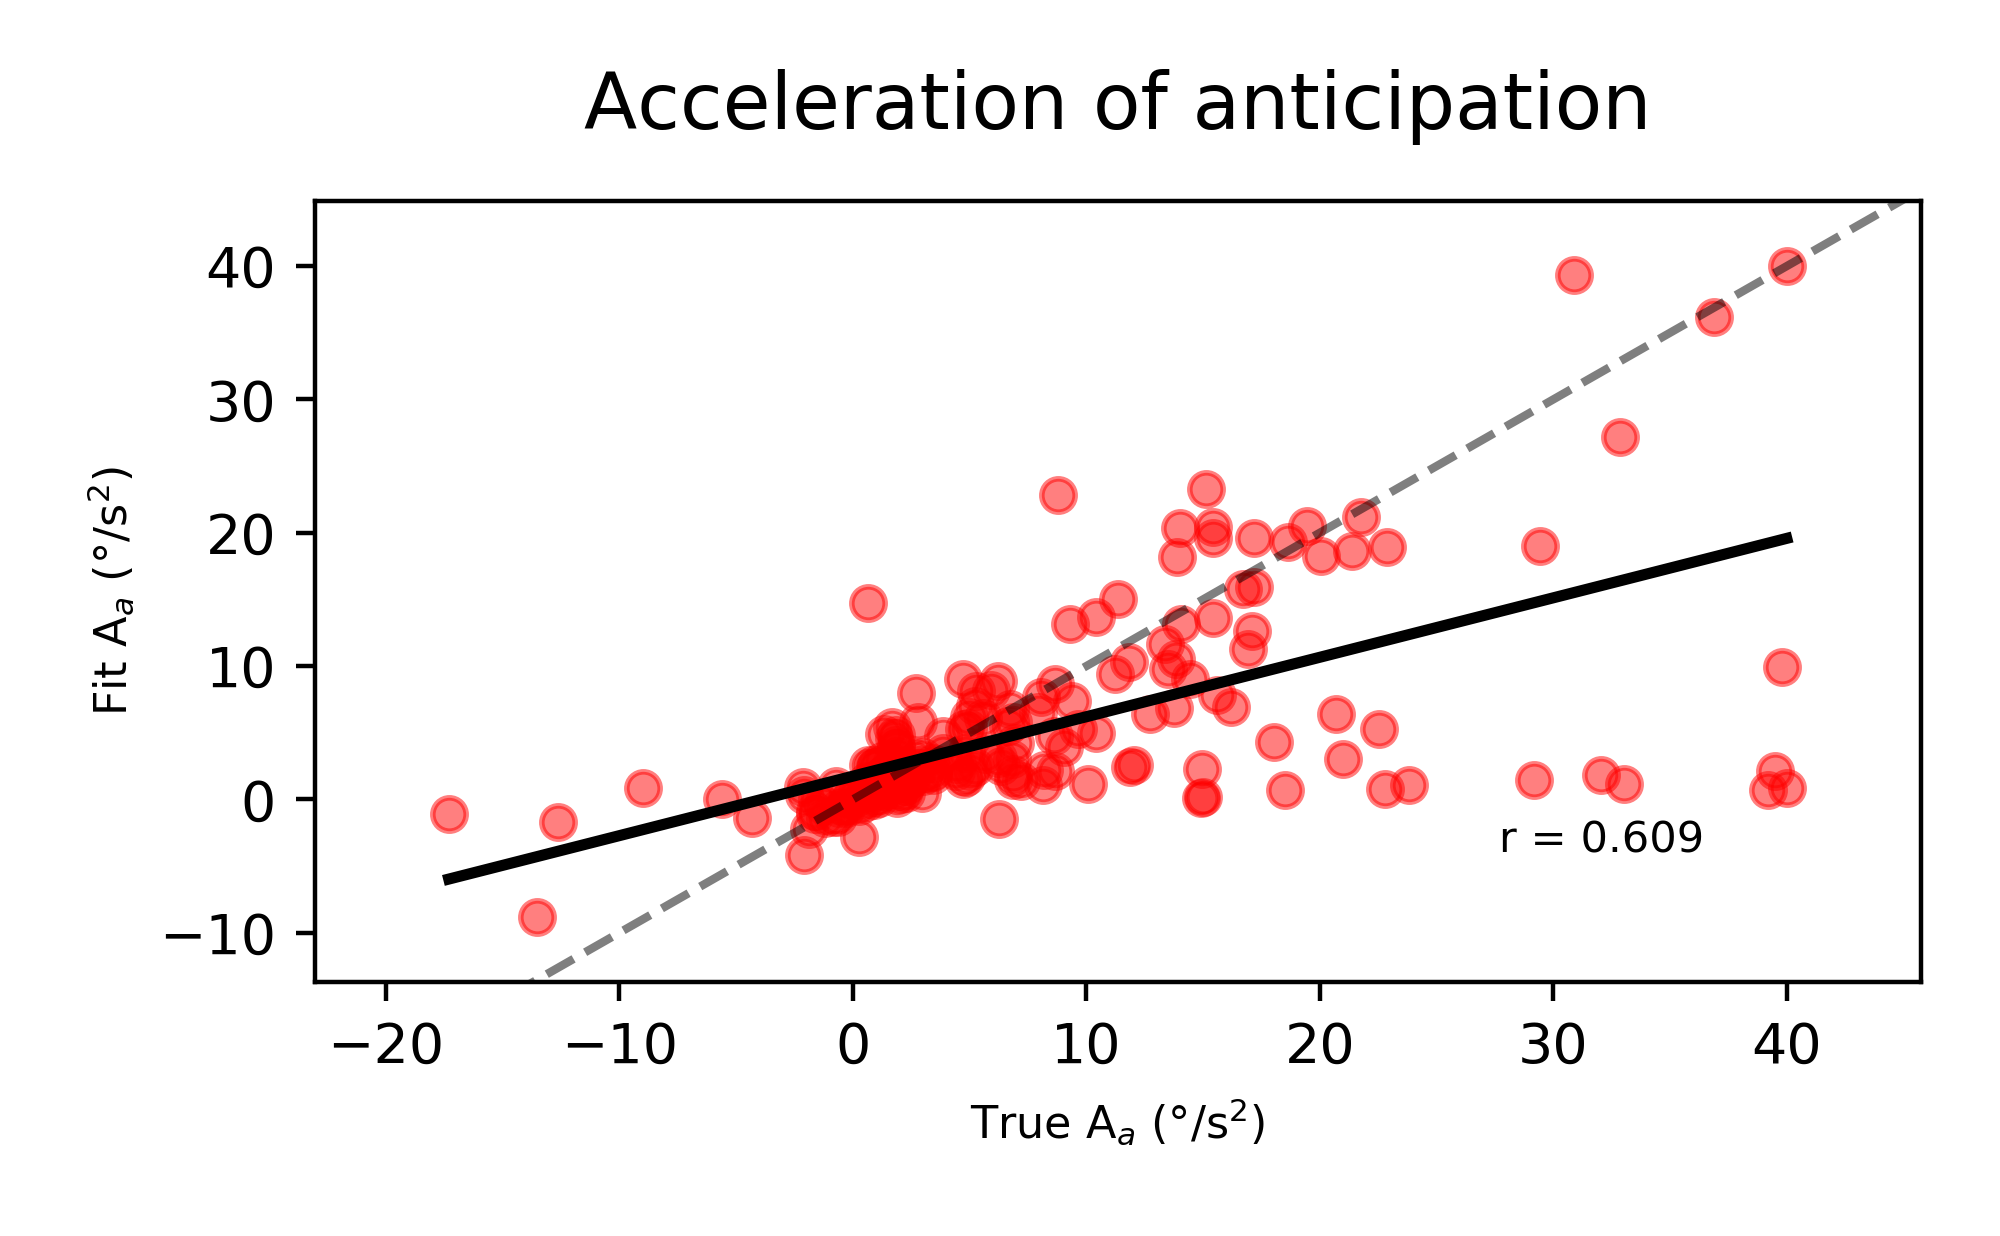 Acceleration of anticipation
40
30
20
10
0
−10
Fit Aₐ (°/s²)
−20 −10 0 10 20 30 40
True Aₐ (°/s²)
r = 0.609